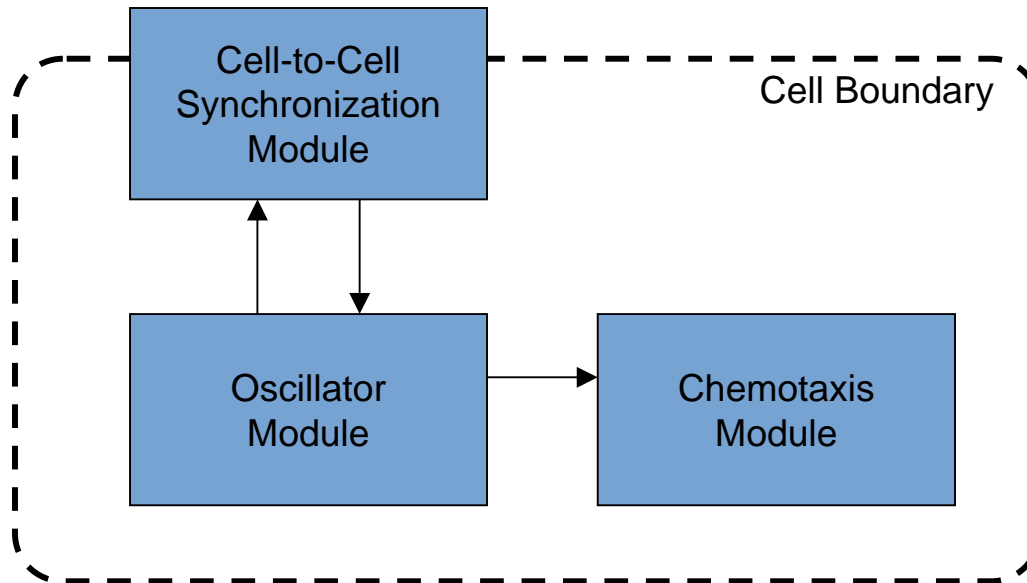 Cell-to-Cell
Synchronization
Module
Cell Boundary
Oscillator
Module
Chemotaxis
Module